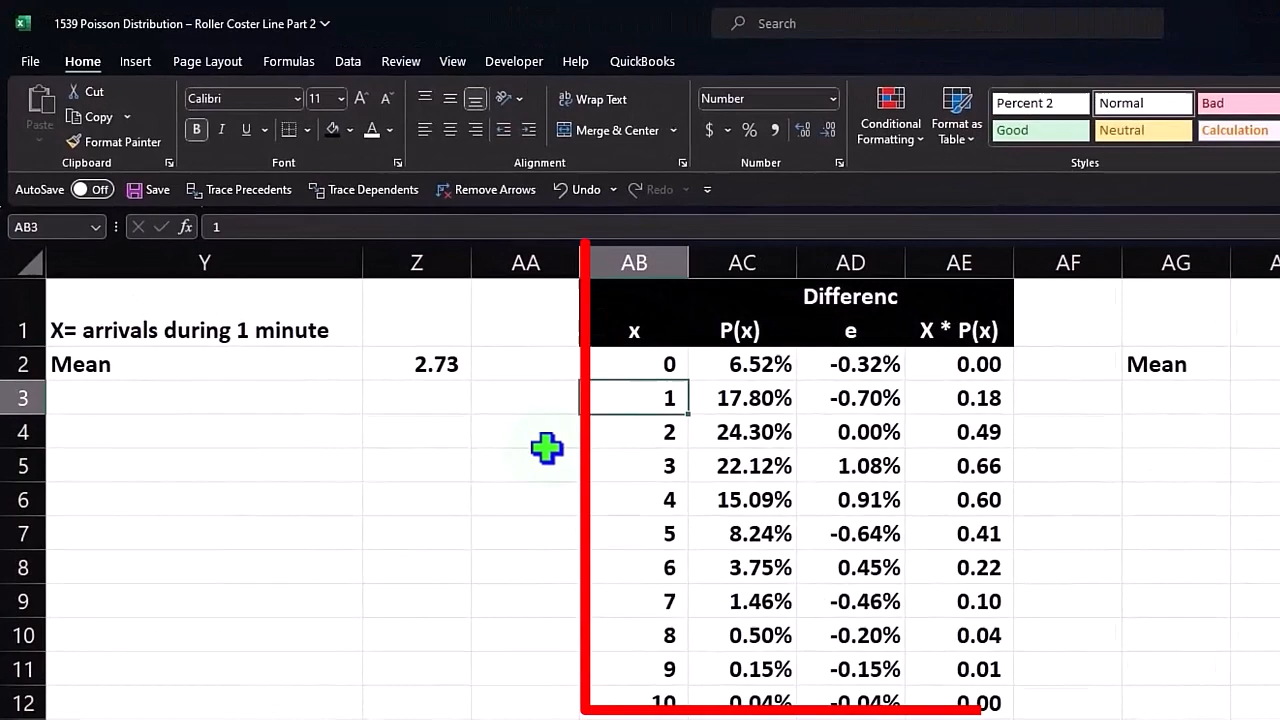 1539 Poisson Distribution – Roller Coster Line Part 2
Search
File Home Insert Page Layout Formulas Data Review View Developer Help QuickBooks
Paste
Cut
Copy
Format Painter
Clipboard
Calibri 11
B I U
Font
Wrap Text
Merge & Center
Alignment
Number
$ % ,
Number
Conditional Formatting
Format as Table
Percent 2 Normal Bad
Good Neutral Calculation
Styles
AutoSave Off Save Trace Precedents Trace Dependents Remove Arrows Undo Redo
AB3 fx 1
Y Z AA AB AC AD AE AF AG
1 X= arrivals during 1 minute x P(x) Differenc e X * P(x)
2 Mean 2.73 0 6.52% -0.32% 0.00 Mean
3 1 17.80% -0.70% 0.18
4 2 24.30% 0.00% 0.49
5 3 22.12% 1.08% 0.66
6 4 15.09% 0.91% 0.60
7 5 8.24% -0.64% 0.41
8 6 3.75% 0.45% 0.22
9 7 1.46% -0.46% 0.10
10 8 0.50% -0.20% 0.04
11 9 0.15% -0.15% 0.01
12 10 0.04% -0.04% 0.00